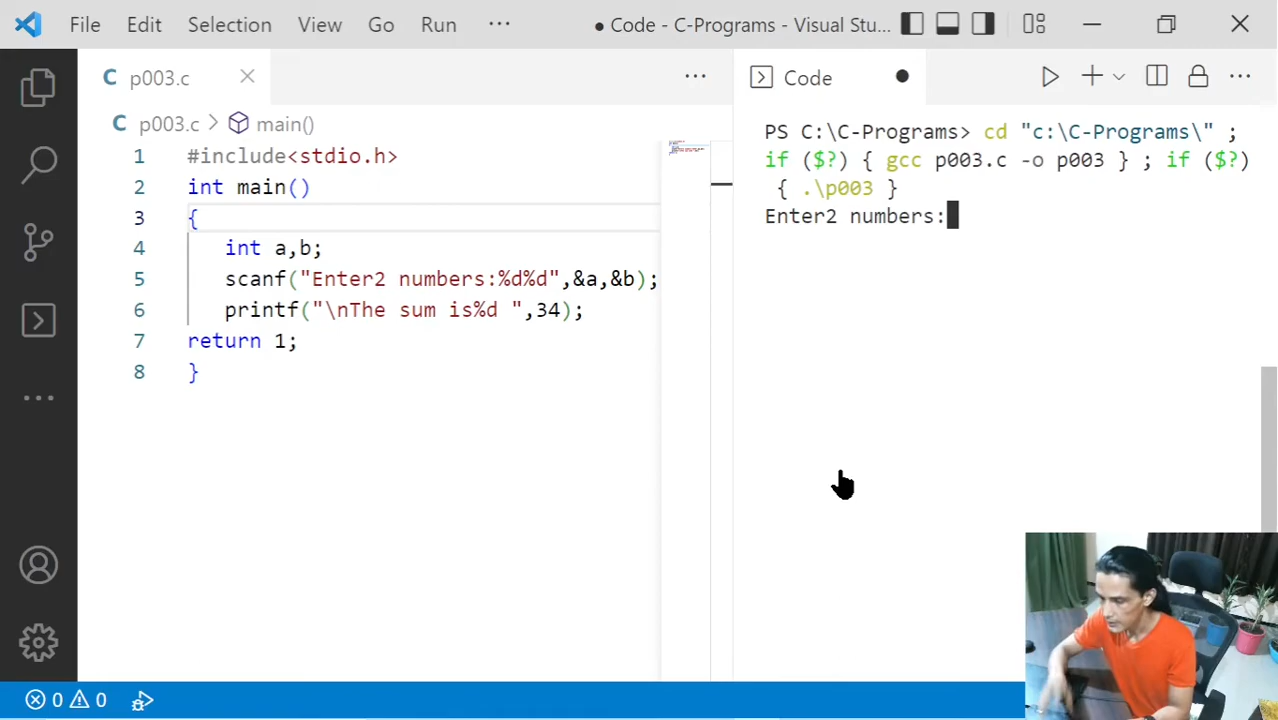 File Edit Selection View Go Run ··· ● Code - C-Programs - Visual Stu...
C p003.c
Code
C p003.c > main()
1 #include<stdio.h>
2 int main()
3 {
4 int a,b;
5 scanf("Enter2 numbers:%d%d",&a,&b);
6 printf("\nThe sum is%d ",34);
7 return 1;
8 }
PS C:\C-Programs> cd "c:\C-Programs\" ;
if ($?) { gcc p003.c -o p003 } ; if ($?)
{ .\p003 }
Enter2 numbers:
0 0